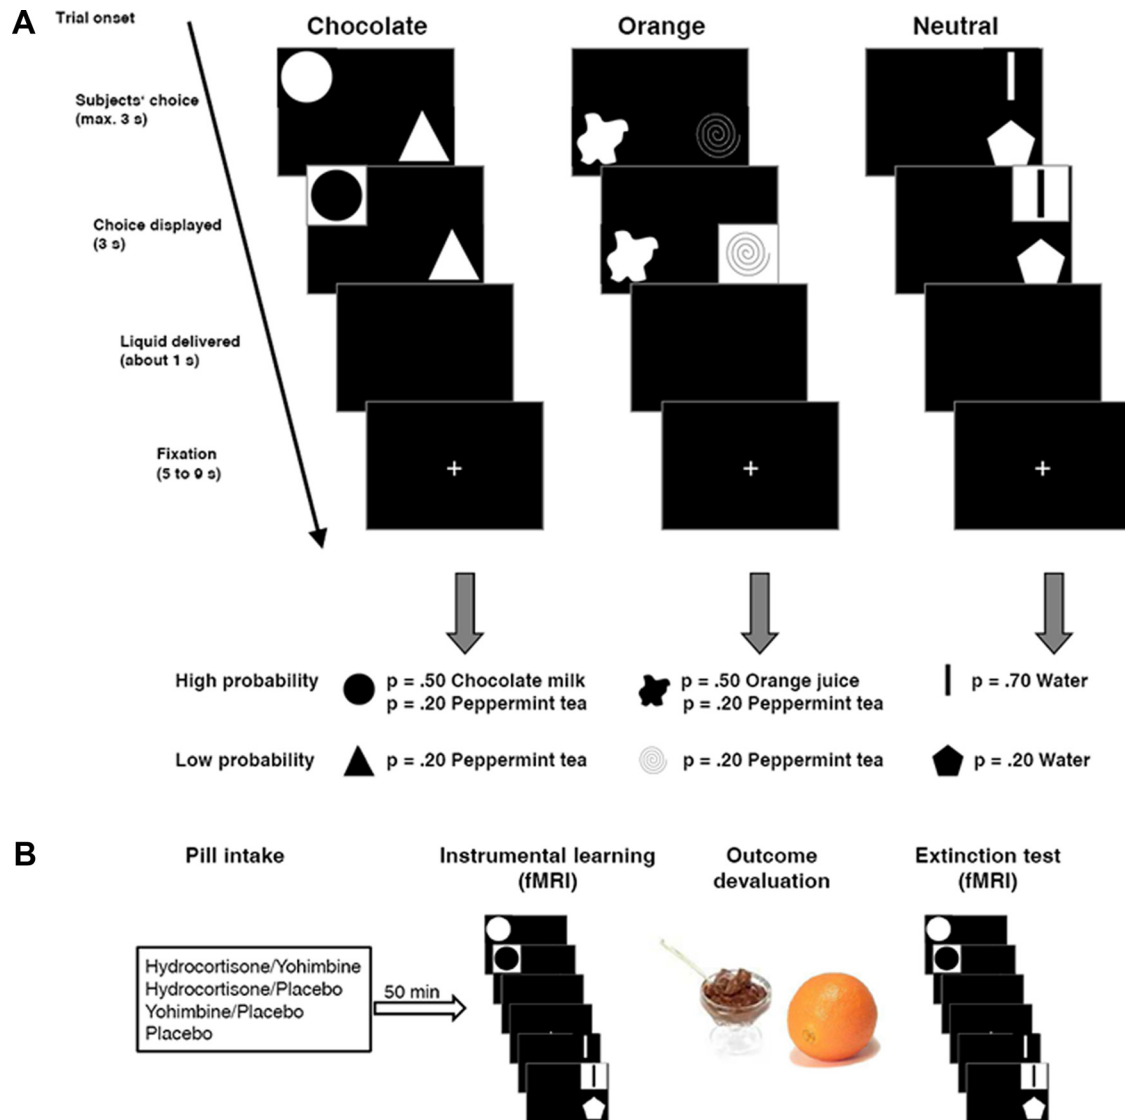 A
Trial onset
Chocolate
Orange
Neutral
Subjects' choice
(max. 3 s)
Choice displayed
(3 s)
Liquid delivered
(about 1 s)
Fixation
(5 to 9 s)
High probability
p = .50 Chocolate milk
p = .20 Peppermint tea
p = .50 Orange juice
p = .20 Peppermint tea
p = .70 Water
Low probability
p = .20 Peppermint tea
p = .20 Peppermint tea
p = .20 Water
B
Pill intake
Instrumental learning
(fMRI)
Outcome
devaluation
Extinction test
(fMRI)
Hydrocortisone/Yohimbine
Hydrocortisone/Placebo
Yohimbine/Placebo
Placebo
50 min